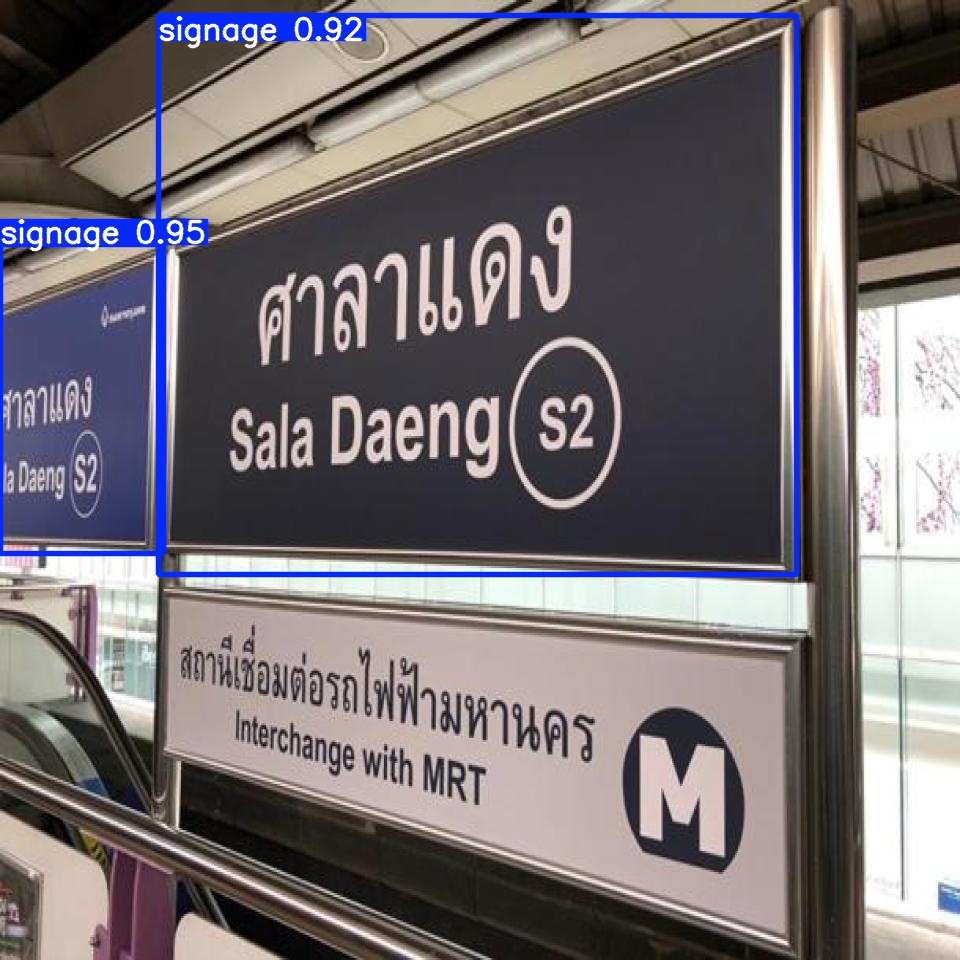 signage 0.92
signage 0.95
ศาลาแดง
Sala Daeng S2
ศาลาแดง
la Daeng S2
สถานีเชื่อมต่อรถไฟฟ้ามหานคร
Interchange with MRT
M